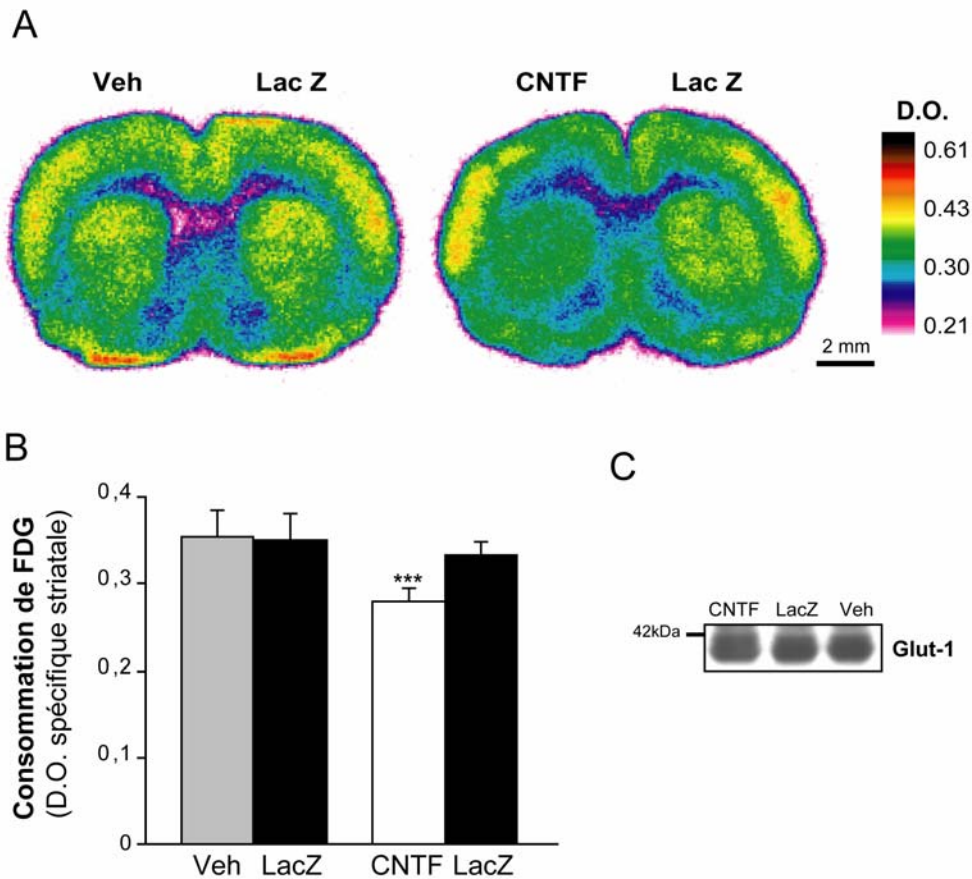 A
Veh
Lac Z
CNTF
Lac Z
D.O.
0.61
0.43
0.30
0.21
2 mm
B
Consommation de FDG
(D.O. spécifique striatale)
0,4
0,3
0,2
0,1
0
***
Veh
LacZ
CNTF
LacZ
C
CNTF
LacZ
Veh
42kDa
Glut-1